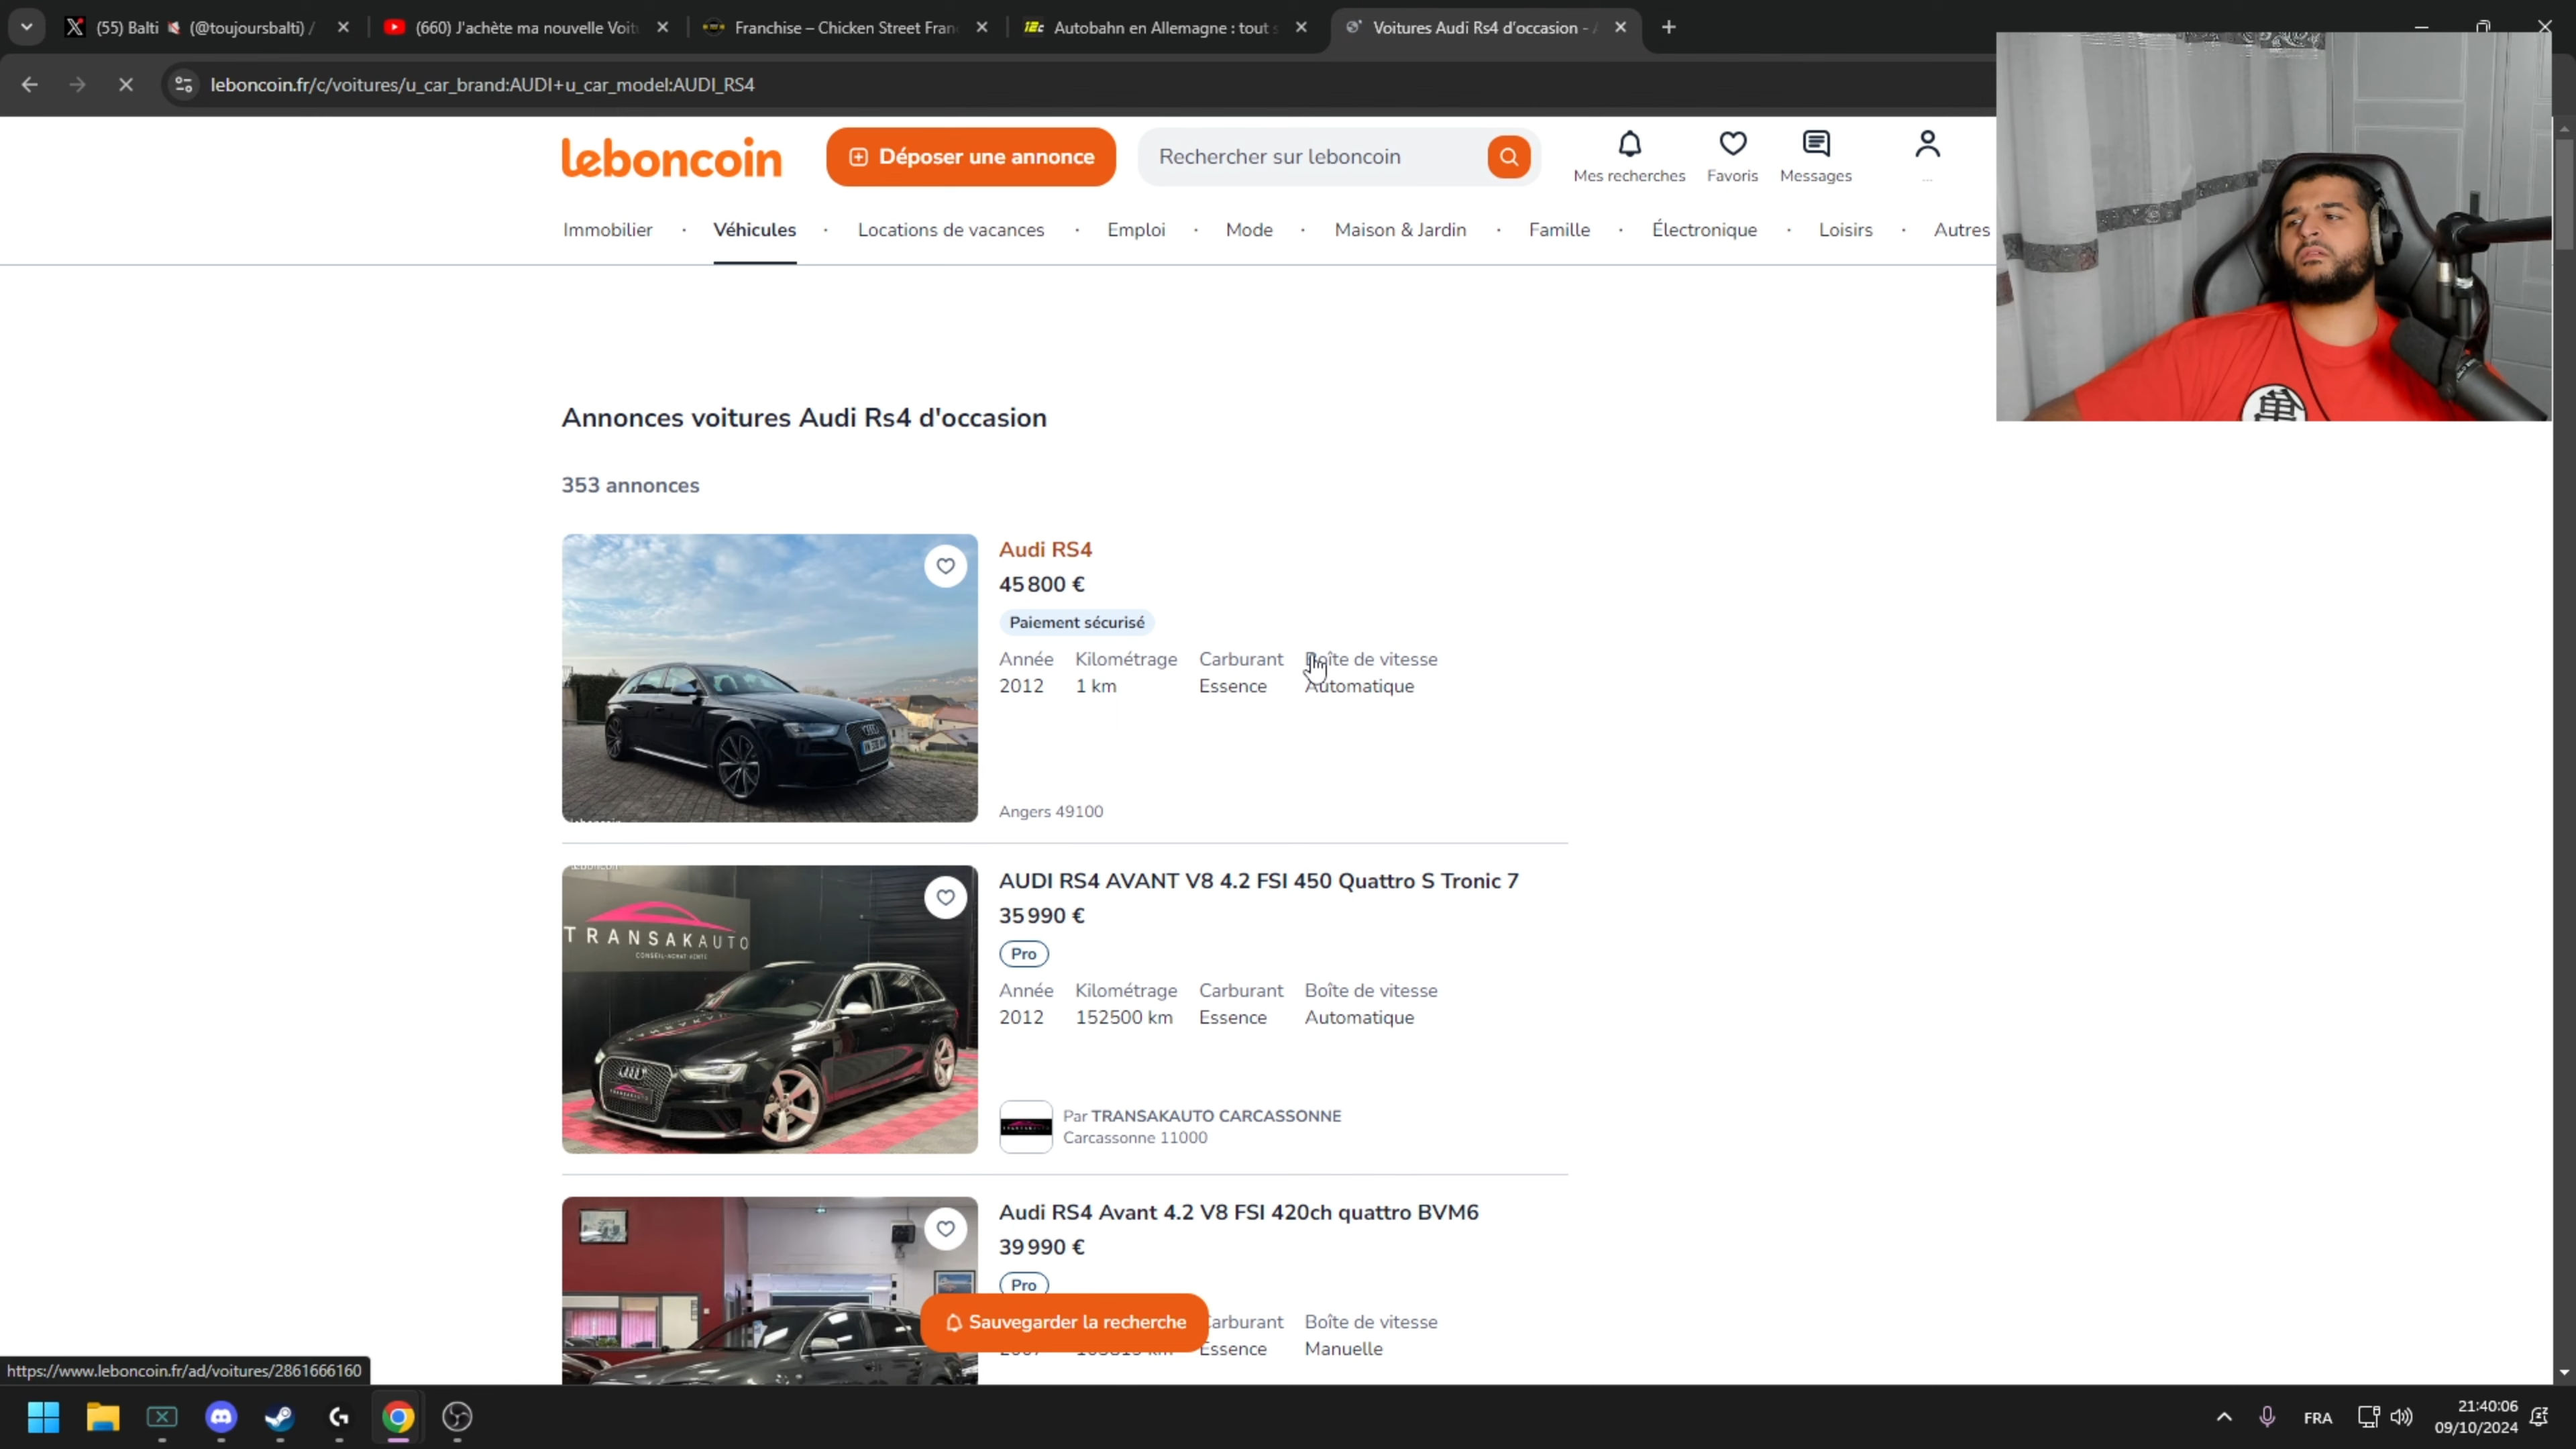 (55) Balti (@toujoursbalti) /
(660) J'achète ma nouvelle Voit
Franchise – Chicken Street Fran
Autobahn en Allemagne : tout s
Voitures Audi Rs4 d'occasion - A
leboncoin.fr/c/voitures/u_car_brand:AUDI+u_car_model:AUDI_RS4
leboncoin
Déposer une annonce
Rechercher sur leboncoin
Mes recherches
Favoris
Messages
...
Immobilier · Véhicules · Locations de vacances · Emploi · Mode · Maison & Jardin · Famille · Électronique · Loisirs · Autres
Annonces voitures Audi Rs4 d'occasion
353 annonces
Audi RS4
45 800 €
Paiement sécurisé
Année Kilométrage Carburant Boîte de vitesse
2012 1 km Essence Automatique
Angers 49100
TRANSAKAUTO
CONSEIL-ACHAT-VENTE
AUDI RS4 AVANT V8 4.2 FSI 450 Quattro S Tronic 7
35 990 €
Pro
Année Kilométrage Carburant Boîte de vitesse
2012 152500 km Essence Automatique
Par TRANSAKAUTO CARCASSONNE
Carcassonne 11000
Audi RS4 Avant 4.2 V8 FSI 420ch quattro BVM6
39 990 €
Pro
Sauvegarder la recherche
Carburant Boîte de vitesse
Essence Manuelle
https://www.leboncoin.fr/ad/voitures/2861666160
FRA
21:40:06
09/10/2024